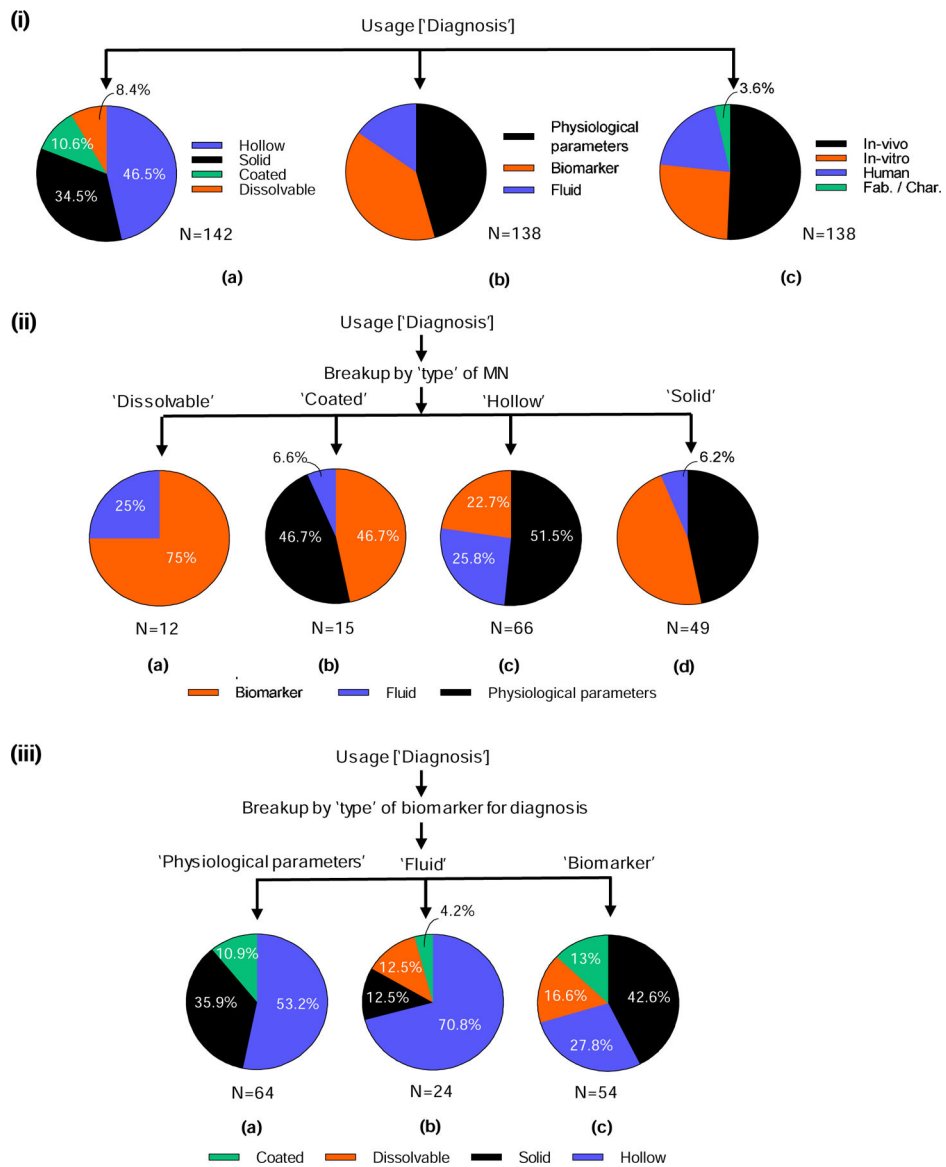 (i)
Usage ['Diagnosis']
8.4%
10.6%
34.5%
46.5%
Hollow
Solid
Coated
Dissolvable
N=142
(a)
Physiological
parameters
Biomarker
Fluid
N=138
(b)
3.6%
In-vivo
In-vitro
Human
Fab. / Char.
N=138
(c)
(ii)
Usage ['Diagnosis']
Breakup by 'type' of MN
'Dissolvable'
'Coated'
'Hollow'
'Solid'
25%
75%
N=12
(a)
6.6%
46.7%
46.7%
N=15
(b)
22.7%
25.8%
51.5%
N=66
(c)
6.2%
N=49
(d)
Biomarker
Fluid
Physiological parameters
(iii)
Usage ['Diagnosis']
Breakup by 'type' of biomarker for diagnosis
'Physiological parameters'
'Fluid'
'Biomarker'
10.9%
35.9%
53.2%
N=64
(a)
4.2%
12.5%
12.5%
70.8%
N=24
(b)
13%
16.6%
42.6%
27.8%
N=54
(c)
Coated
Dissolvable
Solid
Hollow